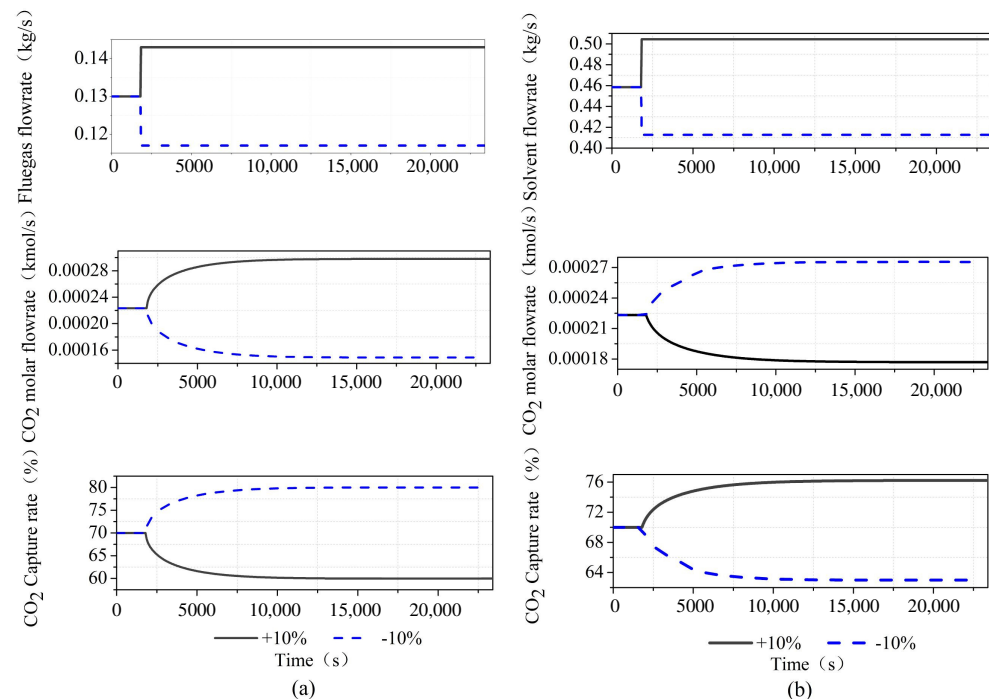 Fluegas flowrate（kg/s）
0.14
0.13
0.12
0 5000 10,000 15,000 20,000
CO2 molar flowrate（kmol/s）
0.00028
0.00024
0.00020
0.00016
0 5000 10,000 15,000 20,000
CO2 Capture rate（%）
80
75
70
65
60
0 5000 10,000 15,000 20,000
+10% -10%
Time（s）
(a)
Solvent flowrate（kg/s）
0.50
0.48
0.46
0.44
0.42
0.40
0 5000 10,000 15,000 20,000
CO2 molar flowrate（kmol/s）
0.00027
0.00024
0.00021
0.00018
0 5000 10,000 15,000 20,000
CO2 Capture rate（%）
76
72
68
64
0 5000 10,000 15,000 20,000
+10% -10%
Time（s）
(b)